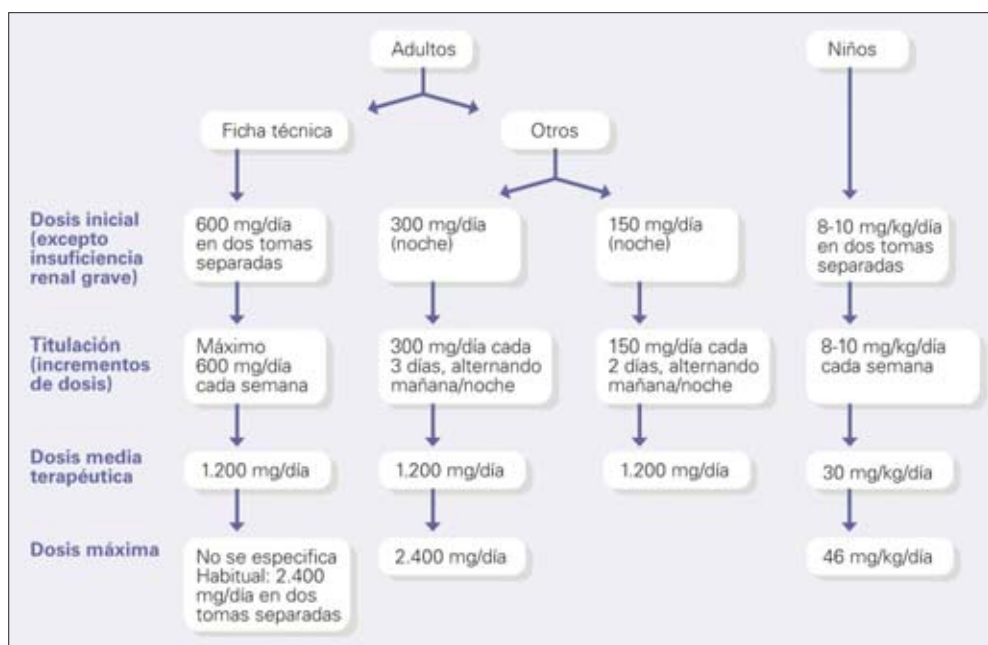 Adultos
Niños
Ficha técnica
Otros
Dosis inicial
(excepto
insuficiencia
renal grave)
600 mg/día
en dos tomas
separadas
300 mg/día
(noche)
150 mg/día
(noche)
8-10 mg/kg/día
en dos tomas
separadas
Titulación
(incrementos
de dosis)
Máximo
600 mg/día
cada semana
300 mg/día cada
3 días, alternando
mañana/noche
150 mg/día cada
2 días, alternando
mañana/noche
8-10 mg/kg/día
cada semana
Dosis media
terapéutica
1.200 mg/día
1.200 mg/día
1.200 mg/día
30 mg/kg/día
Dosis máxima
No se especifica
Habitual: 2.400
mg/día en dos
tomas separadas
2.400 mg/día
46 mg/kg/día